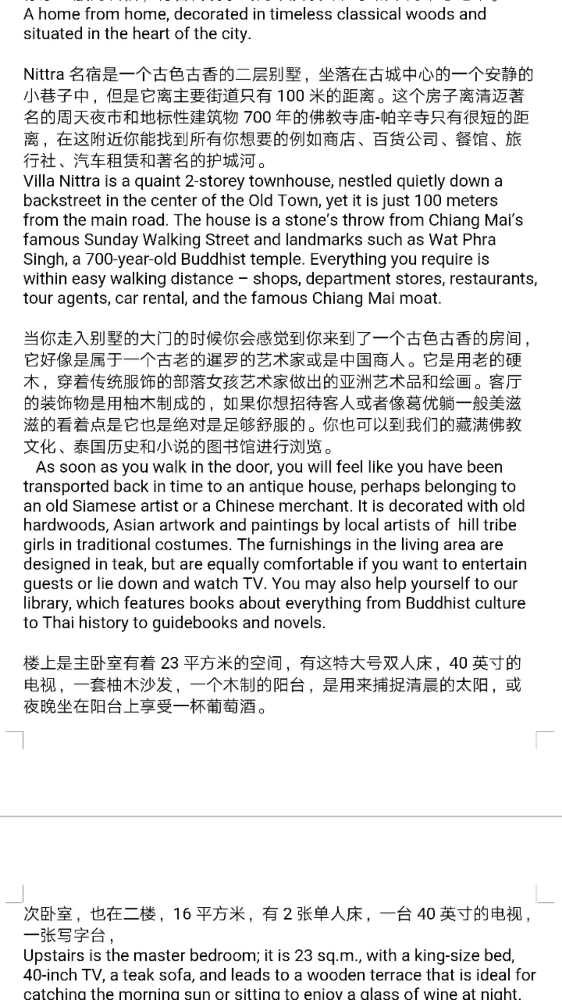 A home from home, decorated in timeless classical woods and
situated in the heart of the city.
Nittra 名宿是一个古色古香的二层别墅，坐落在古城中心的一个安静的
小巷子中，但是它离主要街道只有 100 米的距离。这个房子离清迈著
名的周天夜市和地标性建筑物 700 年的佛教寺庙-帕辛寺只有很短的距
离，在这附近你能找到所有你想要的例如商店、百货公司、餐馆、旅
行社、汽车租赁和著名的护城河。
Villa Nittra is a quaint 2-storey townhouse, nestled quietly down a
backstreet in the center of the Old Town, yet it is just 100 meters
from the main road. The house is a stone’s throw from Chiang Mai’s
famous Sunday Walking Street and landmarks such as Wat Phra
Singh, a 700-year-old Buddhist temple. Everything you require is
within easy walking distance – shops, department stores, restaurants,
tour agents, car rental, and the famous Chiang Mai moat.
当你走入别墅的大门的时候你会感觉到你来到了一个古色古香的房间，
它好像是属于一个古老的暹罗的艺术家或是中国商人。它是用老的硬
木，穿着传统服饰的部落女孩艺术家做出的亚洲艺术品和绘画。客厅
的装饰物是用柚木制成的，如果你想招待客人或者像葛优躺一般美滋
滋的看着点是它也是绝对是足够舒服的。你也可以到我们的藏满佛教
文化、泰国历史和小说的图书馆进行浏览。
As soon as you walk in the door, you will feel like you have been
transported back in time to an antique house, perhaps belonging to
an old Siamese artist or a Chinese merchant. It is decorated with old
hardwoods, Asian artwork and paintings by local artists of  hill tribe
girls in traditional costumes. The furnishings in the living area are
designed in teak, but are equally comfortable if you want to entertain
guests or lie down and watch TV. You may also help yourself to our
library, which features books about everything from Buddhist culture
to Thai history to guidebooks and novels.
楼上是主卧室有着 23 平方米的空间，有这特大号双人床，40 英寸的
电视，一套柚木沙发，一个木制的阳台，是用来捕捉清晨的太阳，或
夜晚坐在阳台上享受一杯葡萄酒。
次卧室，也在二楼，16 平方米，有 2 张单人床，一台 40 英寸的电视，
一张写字台，
Upstairs is the master bedroom; it is 23 sq.m., with a king-size bed,
40-inch TV, a teak sofa, and leads to a wooden terrace that is ideal for
catching the morning sun or sitting to enjoy a glass of wine at night.